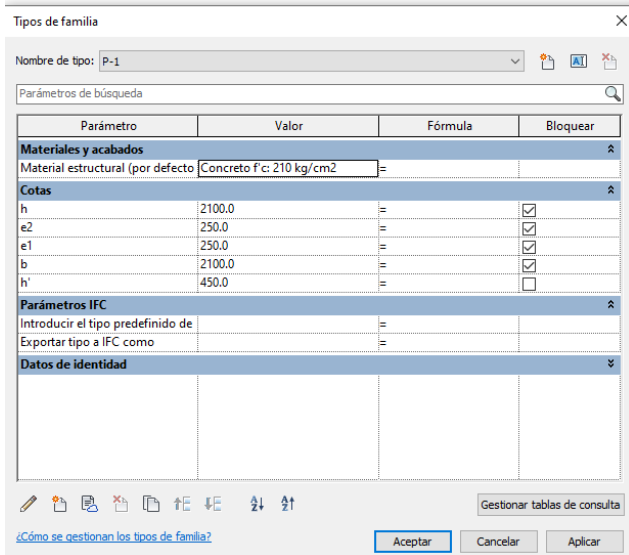 Tipos de familia
Nombre de tipo: P-1
Parámetros de búsqueda
Parámetro Valor Fórmula Bloquear
Materiales y acabados
Material estructural (por defecto Concreto f'c: 210 kg/cm2 =
Cotas
h 2100.0 =
e2 250.0 =
e1 250.0 =
b 2100.0 =
h' 450.0 =
Parámetros IFC
Introducir el tipo predefinido de =
Exportar tipo a IFC como =
Datos de identidad
Gestionar tablas de consulta
¿Cómo se gestionan los tipos de familia?
Aceptar Cancelar Aplicar